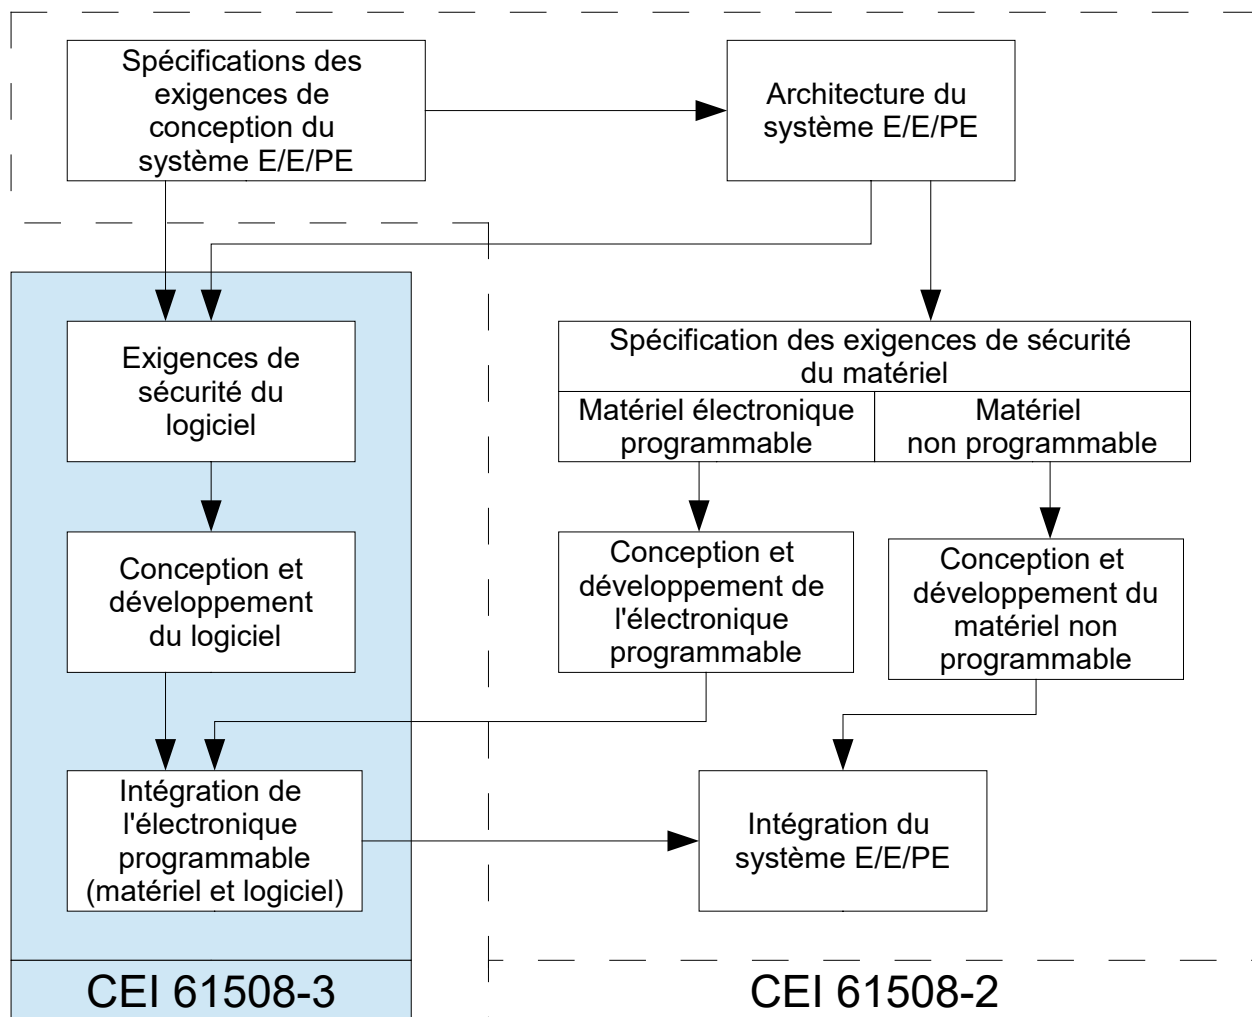 Spécifications des
exigences de
conception du
système E/E/PE
Architecture du
système E/E/PE
Exigences de
sécurité du
logiciel
Spécification des exigences de sécurité
du matériel
Matériel électronique
programmable
Matériel
non programmable
Conception et
développement
du logiciel
Conception et
développement de
l'électronique
programmable
Conception et
développement du
matériel non
programmable
Intégration de
l'électronique
programmable
(matériel et logiciel)
Intégration du
système E/E/PE
CEI 61508-3
CEI 61508-2